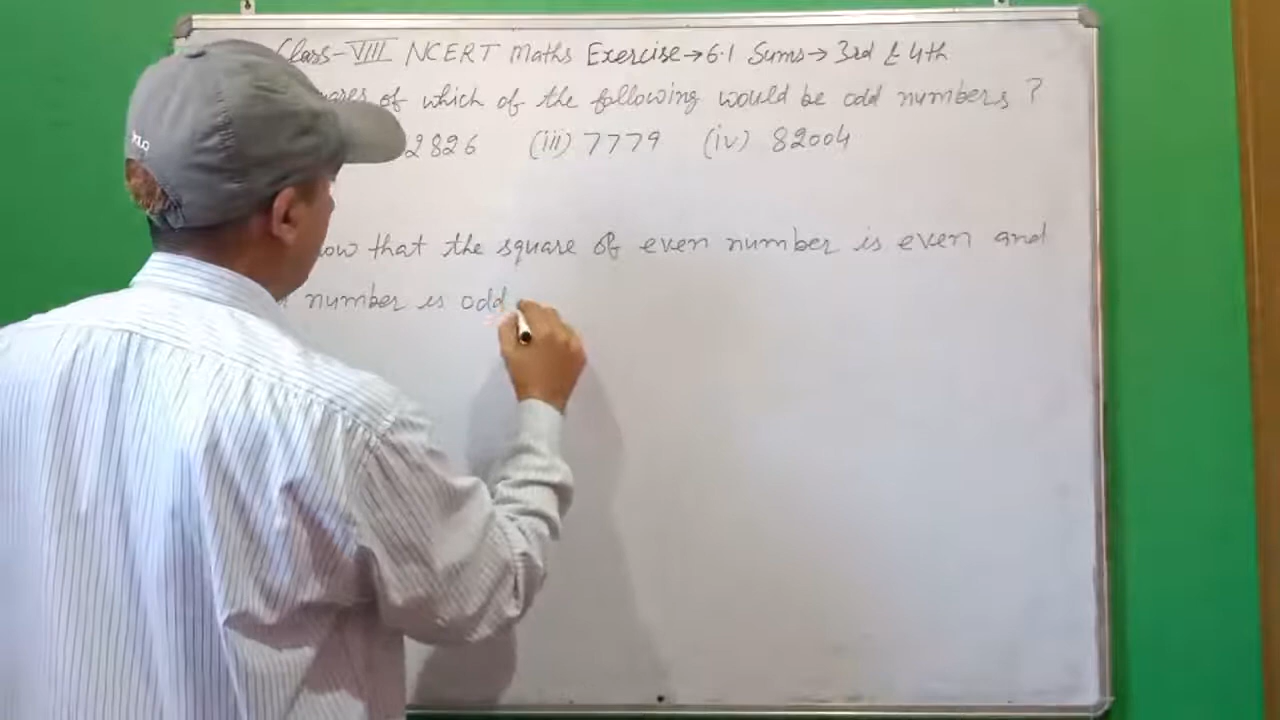 Class-VIII NCERT Maths Exercise→6.1 Sums→3rd & 4th
of which of the following would be odd numbers ?
2826 (iii) 7779 (iv) 82004
that the square of even number is even and
number is odd